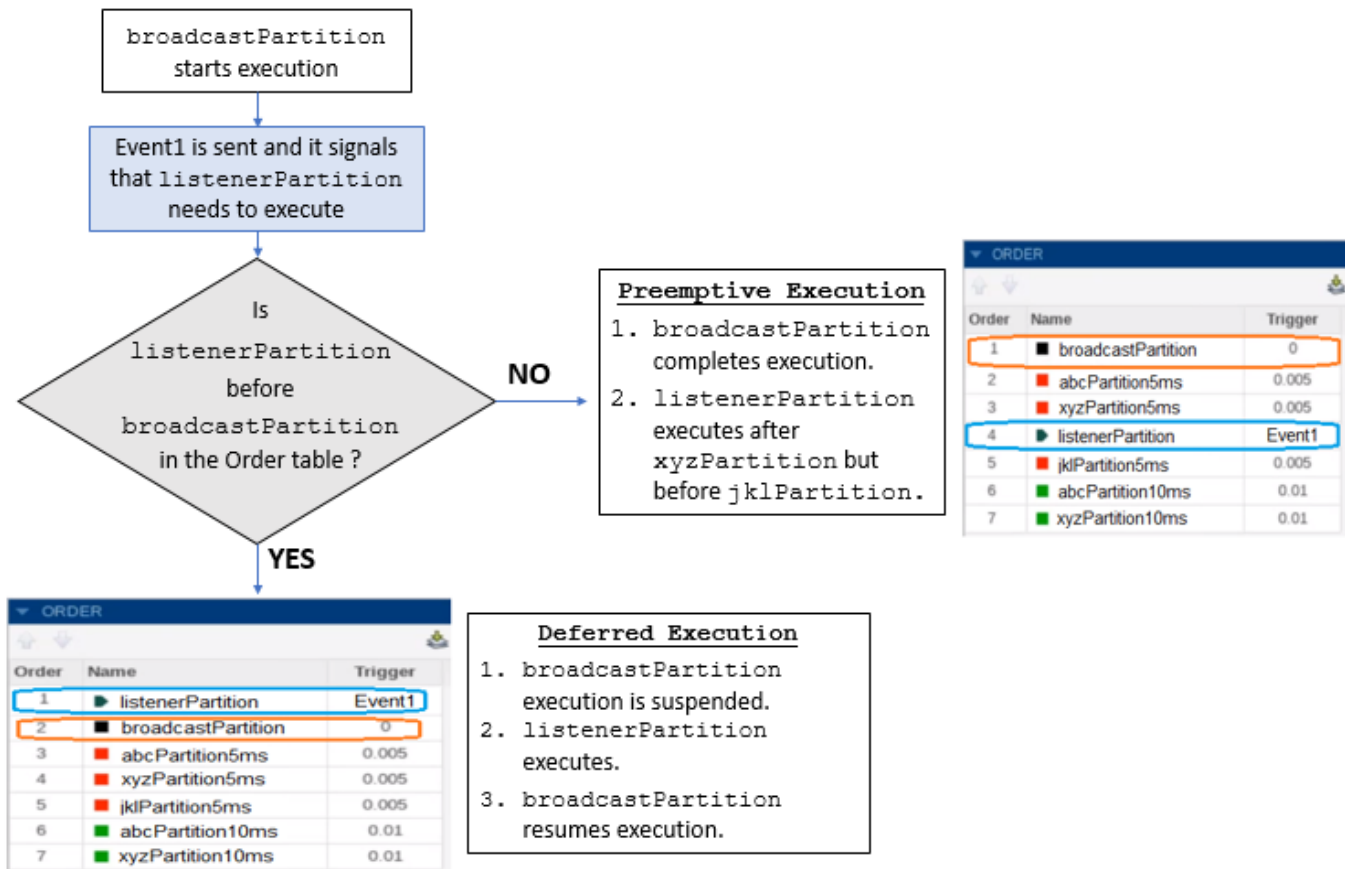 broadcastPartition
starts execution
Event1 is sent and it signals
that listenerPartition
needs to execute
Is
listenerPartition
before
broadcastPartition
in the Order table ?
NO
Preemptive Execution
1. broadcastPartition
completes execution.
2. listenerPartition
executes after
xyzPartition but
before jklPartition.
ORDER
Order Name Trigger
1 broadcastPartition 0
2 abcPartition5ms 0.005
3 xyzPartition5ms 0.005
4 listenerPartition Event1
5 jklPartition5ms 0.005
6 abcPartition10ms 0.01
7 xyzPartition10ms 0.01
YES
ORDER
Order Name Trigger
1 listenerPartition Event1
2 broadcastPartition 0
3 abcPartition5ms 0.005
4 xyzPartition5ms 0.005
5 jklPartition5ms 0.005
6 abcPartition10ms 0.01
7 xyzPartition10ms 0.01
Deferred Execution
1. broadcastPartition
execution is suspended.
2. listenerPartition
executes.
3. broadcastPartition
resumes execution.